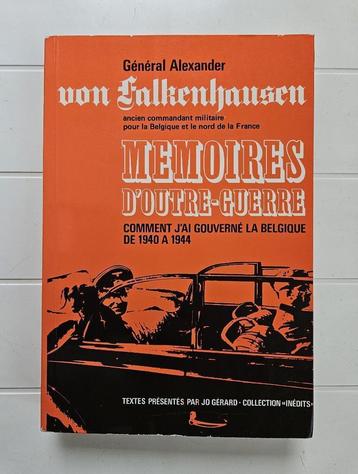 Général Alexander
von Falkenhausen
ancien commandant militaire
pour la Belgique et le nord de la France
MEMOIRES
D'OUTRE-GUERRE
COMMENT J'AI GOUVERNÉ LA BELGIQUE
DE 1940 A 1944
TEXTES PRÉSENTÉS PAR JO GÉRARD - COLLECTION «INÉDITS»